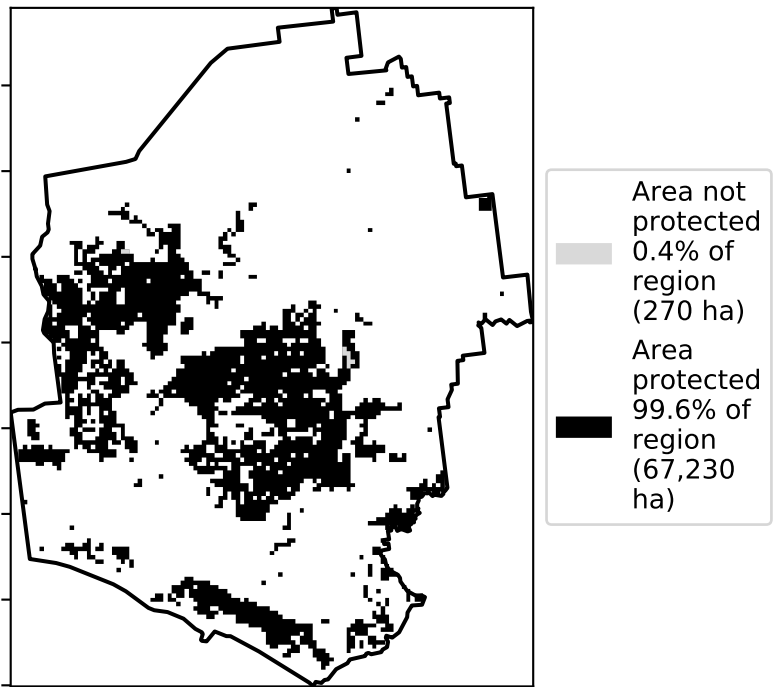 Area not
protected
0.4% of
region
(270 ha)
Area
protected
99.6% of
region
(67,230
ha)